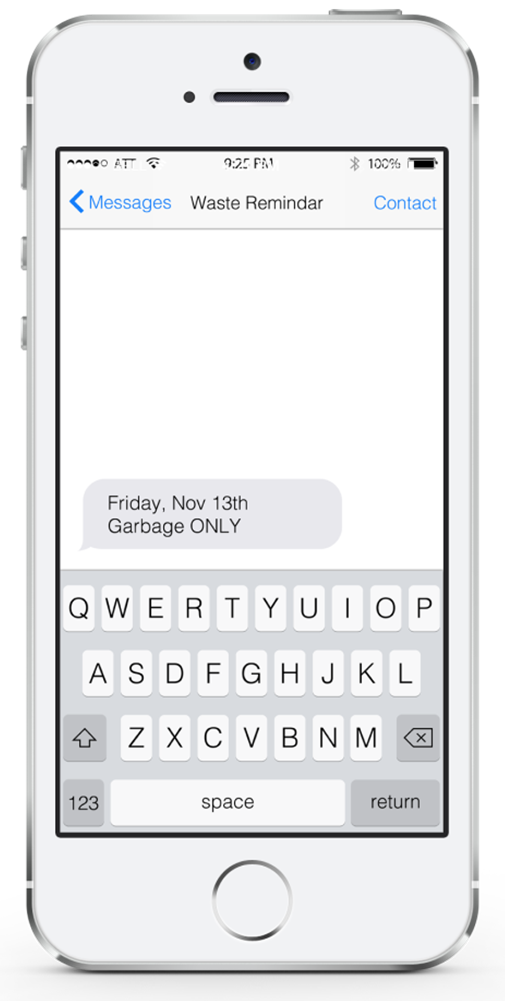 ATT 9:25 PM 100%
Messages Waste Remindar Contact
Friday, Nov 13th
Garbage ONLY
Q W E R T Y U I O P
A S D F G H J K L
Z X C V B N M
123 space return